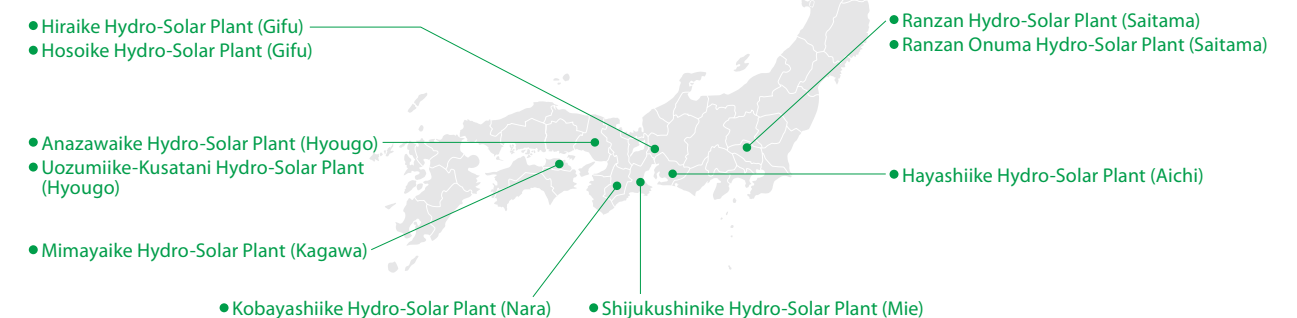 ● Hiraike Hydro-Solar Plant (Gifu)
● Hosoike Hydro-Solar Plant (Gifu)
● Ranzan Hydro-Solar Plant (Saitama)
● Ranzan Onuma Hydro-Solar Plant (Saitama)
● Anazawaike Hydro-Solar Plant (Hyougo)
● Uozumiike-Kusatani Hydro-Solar Plant
(Hyougo)
● Hayashiike Hydro-Solar Plant (Aichi)
● Mimayaike Hydro-Solar Plant (Kagawa)
● Kobayashiike Hydro-Solar Plant (Nara)
● Shijukushinike Hydro-Solar Plant (Mie)